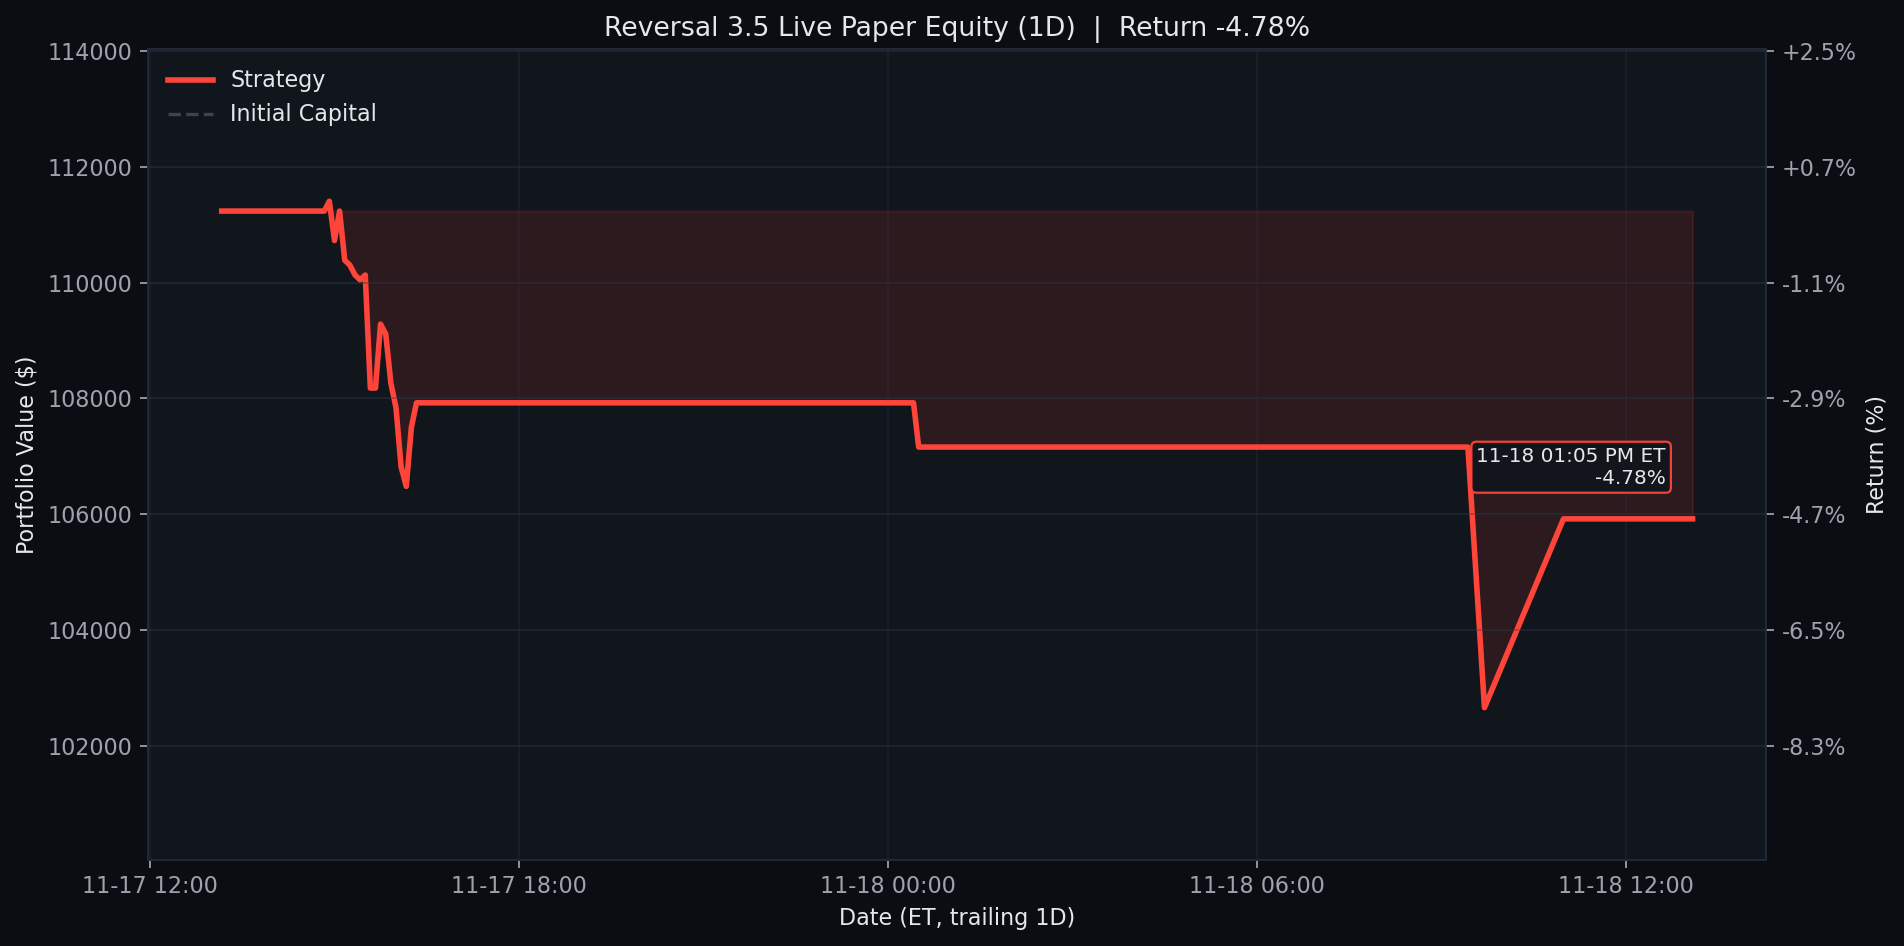 Reversal 3.5 Live Paper Equity (1D)  |  Return -4.78%
Strategy
Initial Capital
Portfolio Value ($)
114000
112000
110000
108000
106000
104000
102000
+2.5%
+0.7%
-1.1%
-2.9%
-4.7%
-6.5%
-8.3%
Return (%)
11-18 01:05 PM ET
-4.78%
11-17 12:00
11-17 18:00
11-18 00:00
11-18 06:00
11-18 12:00
Date (ET, trailing 1D)